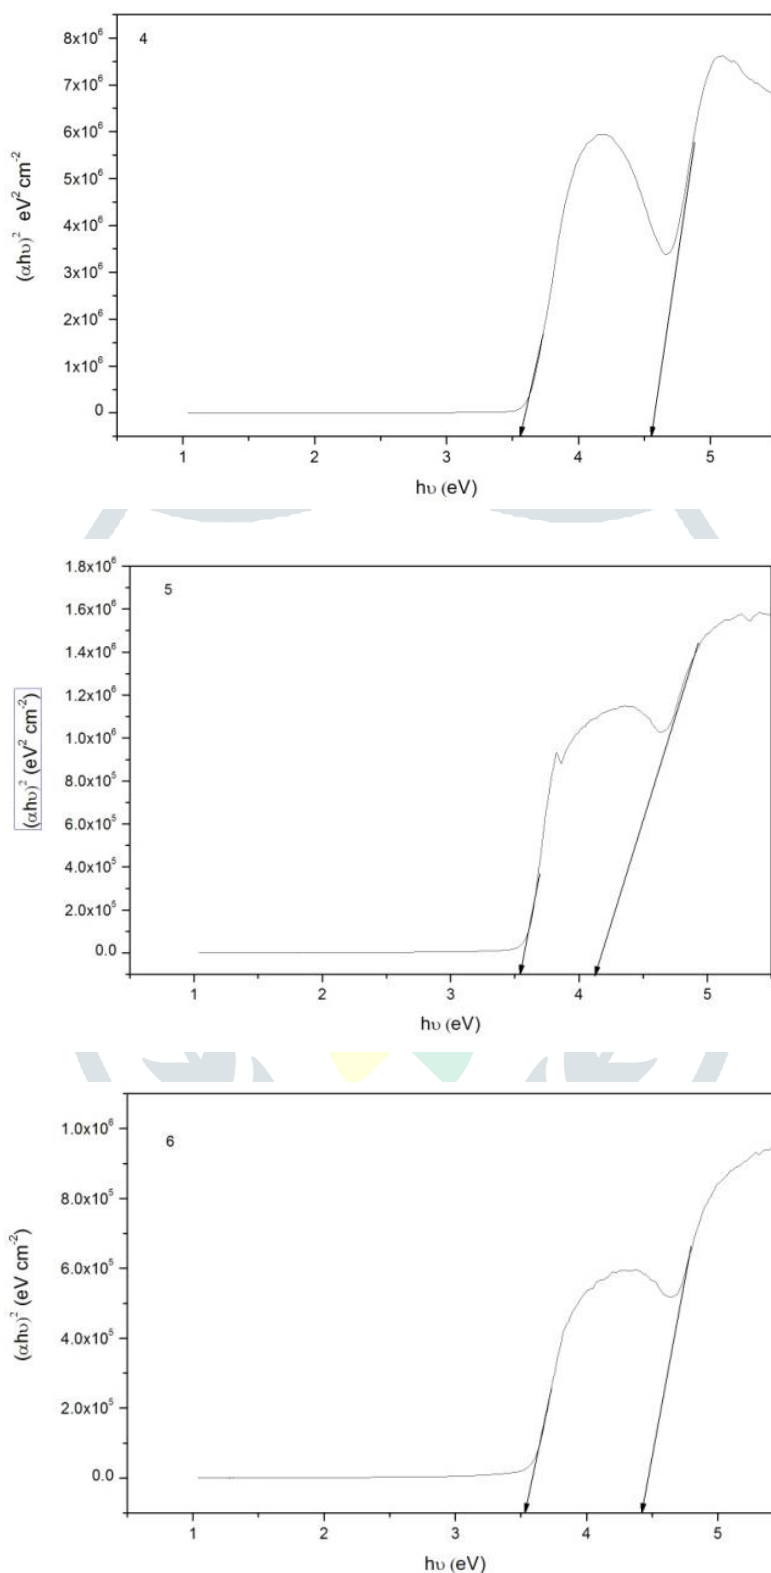 4
8x10⁶
7x10⁶
6x10⁶
5x10⁶
4x10⁶
3x10⁶
2x10⁶
1x10⁶
0
(αhυ)² eV² cm⁻²
1 2 3 4 5
hυ (eV)
5
1.8x10⁶
1.6x10⁶
1.4x10⁶
1.2x10⁶
1.0x10⁶
8.0x10⁵
6.0x10⁵
4.0x10⁵
2.0x10⁵
0.0
(αhυ)² (eV² cm⁻²)
1 2 3 4 5
hυ (eV)
6
1.0x10⁶
8.0x10⁵
6.0x10⁵
4.0x10⁵
2.0x10⁵
0.0
(αhυ)² (eV cm⁻²)
1 2 3 4 5
hυ (eV)